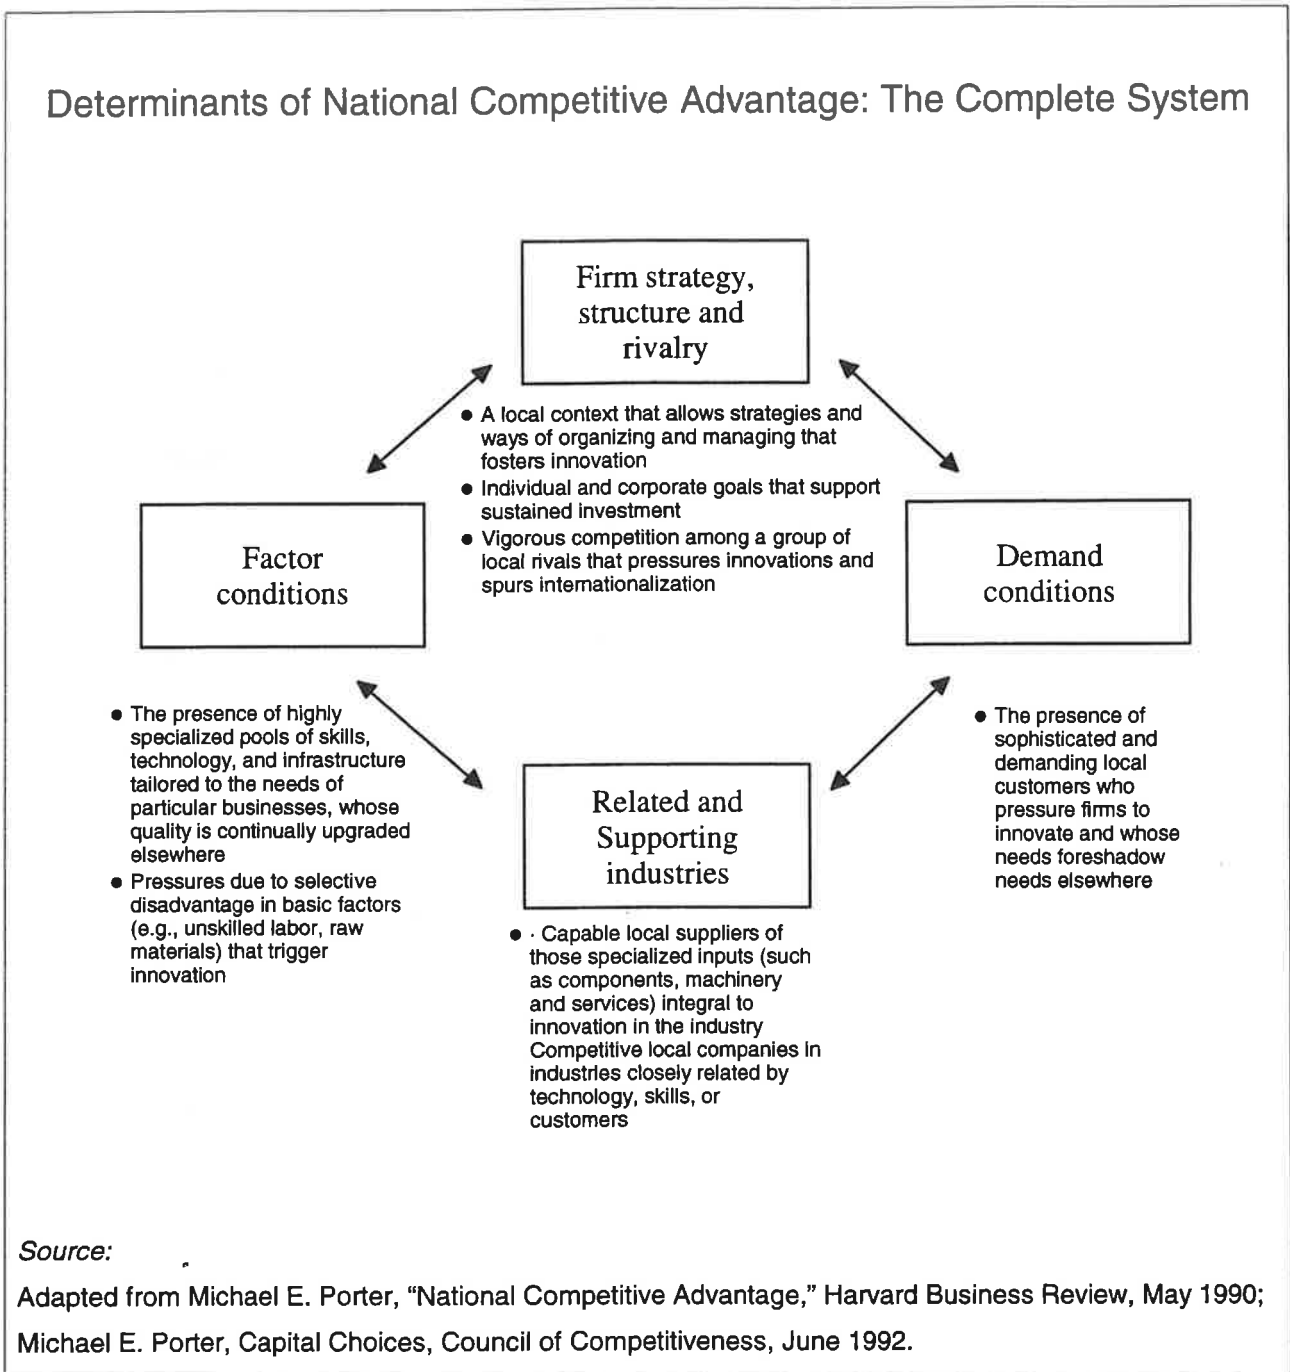 Determinants of National Competitive Advantage: The Complete System
Firm strategy,
structure and
rivalry
● A local context that allows strategies and
ways of organizing and managing that
fosters innovation
● Individual and corporate goals that support
sustained investment
● Vigorous competition among a group of
local rivals that pressures innovations and
spurs internationalization
Factor
conditions
Demand
conditions
● The presence of highly
specialized pools of skills,
technology, and infrastructure
tailored to the needs of
particular businesses, whose
quality is continually upgraded
elsewhere
● Pressures due to selective
disadvantage in basic factors
(e.g., unskilled labor, raw
materials) that trigger
innovation
● The presence of
sophisticated and
demanding local
customers who
pressure firms to
innovate and whose
needs foreshadow
needs elsewhere
Related and
Supporting
industries
● · Capable local suppliers of
those specialized inputs (such
as components, machinery
and services) integral to
innovation in the industry
Competitive local companies in
industries closely related by
technology, skills, or
customers
Source:
Adapted from Michael E. Porter, “National Competitive Advantage,” Harvard Business Review, May 1990;
Michael E. Porter, Capital Choices, Council of Competitiveness, June 1992.